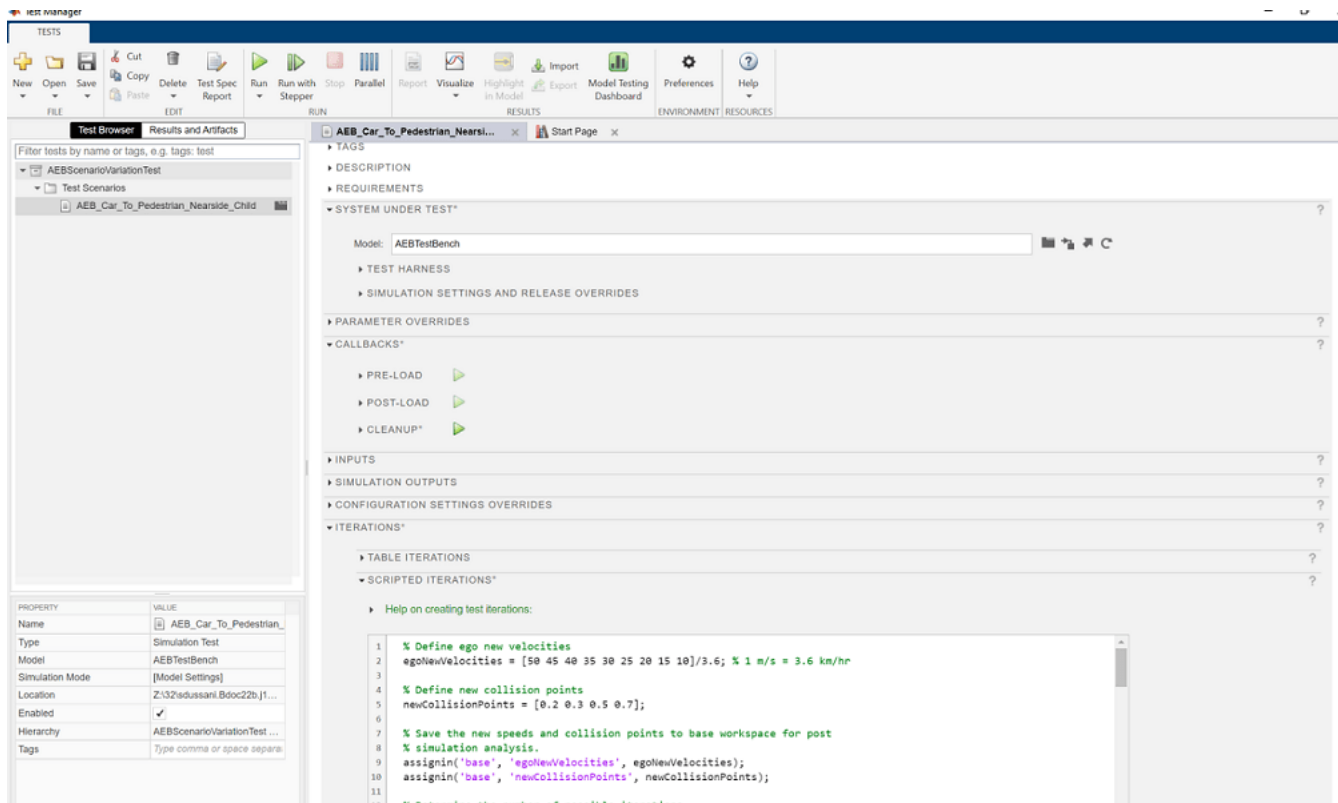 Test Manager
TESTS
New
Open
Save
Cut
Copy
Paste
Delete
Test Spec Report
Run
Run with Stepper
Stop
Parallel
Report
Visualize
Highlight in Model
Import
Export
Model Testing Dashboard
Preferences
Help
FILE
EDIT
RUN
RESULTS
ENVIRONMENT
RESOURCES
Test Browser
Results and Artifacts
Filter tests by name or tags, e.g. tags: test
AEBScenarioVariationTest
Test Scenarios
AEB_Car_To_Pedestrian_Nearside_Child
PROPERTY VALUE
Name AEB_Car_To_Pedestrian_
Type Simulation Test
Model AEBTestBench
Simulation Mode [Model Settings]
Location Z:\32\sdussani.Bdoc22b.j1...
Enabled
Hierarchy AEBScenarioVariationTest ...
Tags Type comma or space separa
AEB_Car_To_Pedestrian_Nearsi... x
Start Page x
TAGS
DESCRIPTION
REQUIREMENTS
SYSTEM UNDER TEST* ?
Model: AEBTestBench
TEST HARNESS
SIMULATION SETTINGS AND RELEASE OVERRIDES
PARAMETER OVERRIDES ?
CALLBACKS* ?
PRE-LOAD
POST-LOAD
CLEANUP*
INPUTS ?
SIMULATION OUTPUTS ?
CONFIGURATION SETTINGS OVERRIDES ?
ITERATIONS* ?
TABLE ITERATIONS ?
SCRIPTED ITERATIONS* ?
Help on creating test iterations:
1 % Define ego new velocities
2 egoNewVelocities = [50 45 40 35 30 25 20 15 10]/3.6; % 1 m/s = 3.6 km/hr
3
4 % Define new collision points
5 newCollisionPoints = [0.2 0.3 0.5 0.7];
6
7 % Save the new speeds and collision points to base workspace for post
8 % simulation analysis.
9 assignin('base', 'egoNewVelocities', egoNewVelocities);
10 assignin('base', 'newCollisionPoints', newCollisionPoints);
11